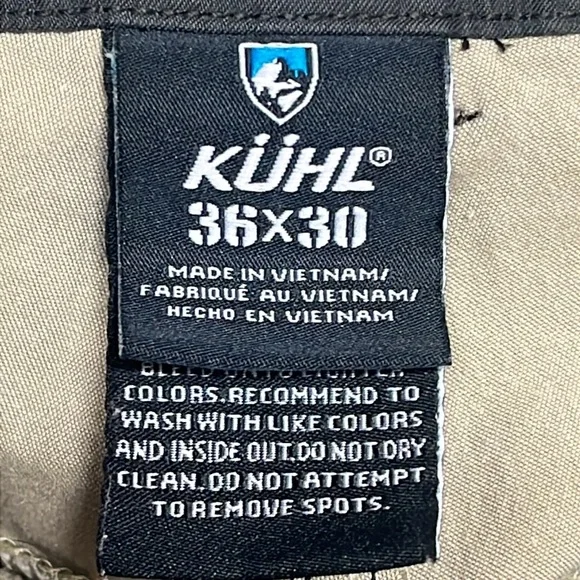 KÜHL®
36X30
MADE IN VIETNAM/
FABRIQUÉ AU VIETNAM/
HECHO EN VIETNAM
COLORS.RECOMMEND TO
WASH WITH LIKE COLORS
AND INSIDE OUT.DO NOT DRY
CLEAN.DO NOT ATTEMPT
TO REMOVE SPOTS.